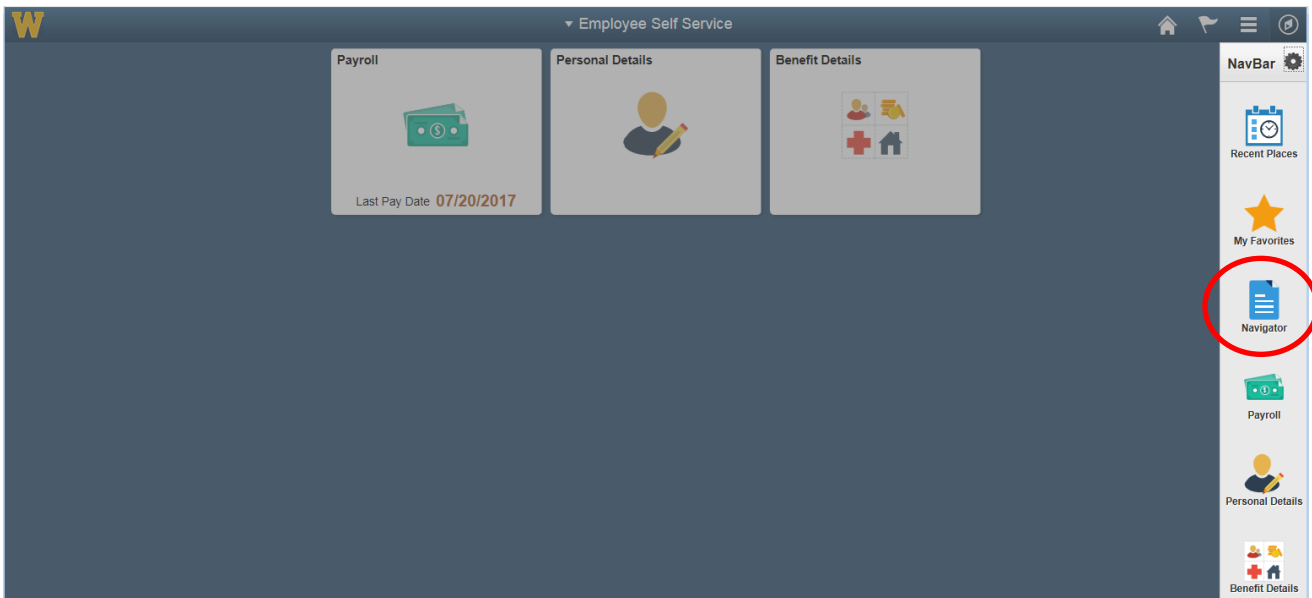 W
Employee Self Service
Payroll
Last Pay Date 07/20/2017
Personal Details
Benefit Details
NavBar
Recent Places
My Favorites
Navigator
Payroll
Personal Details
Benefit Details